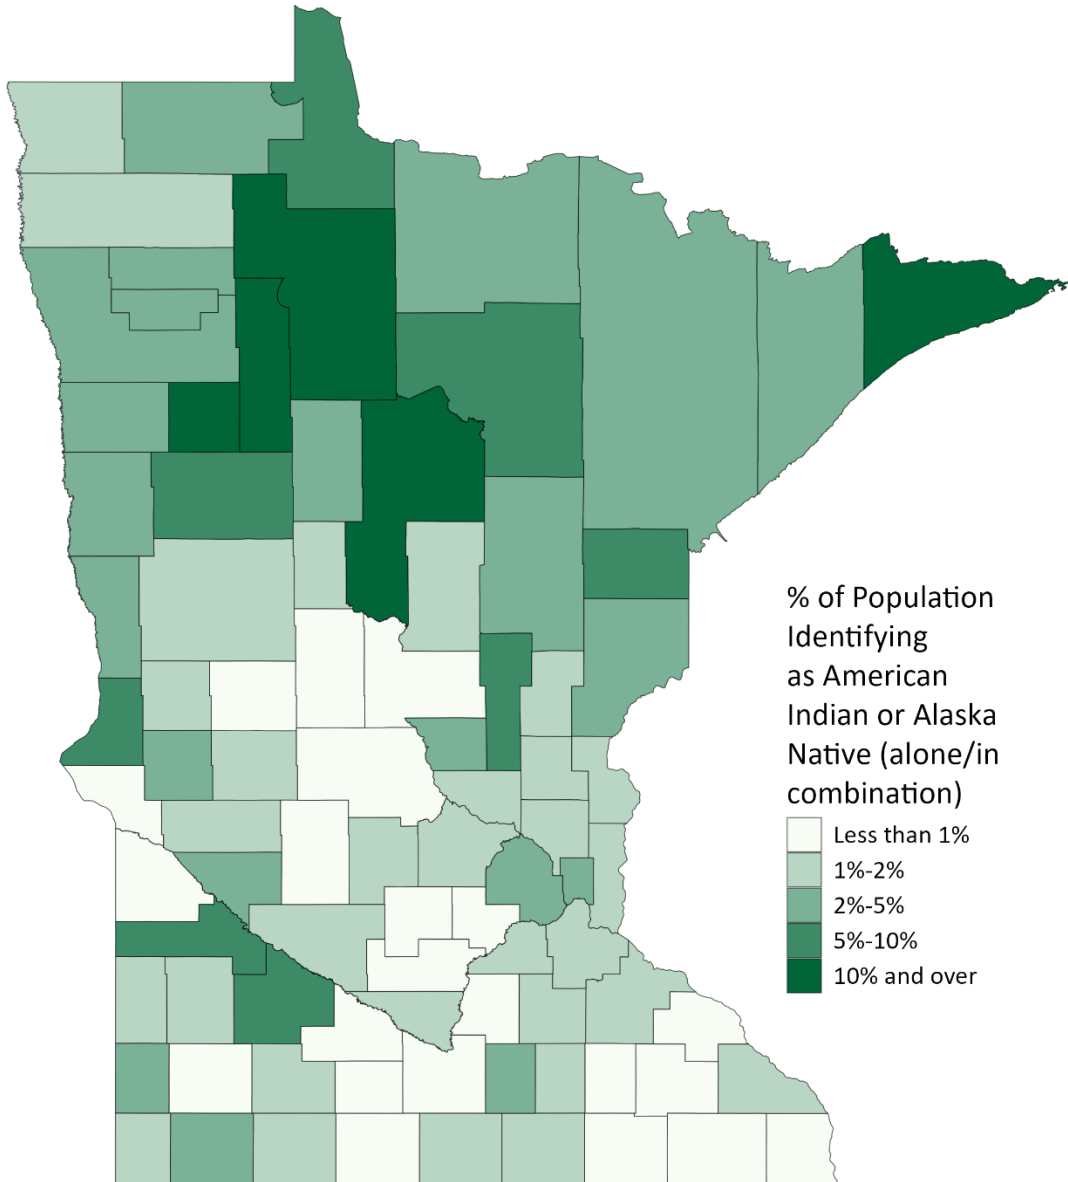 % of Population
Identifying
as American
Indian or Alaska
Native (alone/in
combination)
Less than 1%
1%-2%
2%-5%
5%-10%
10% and over